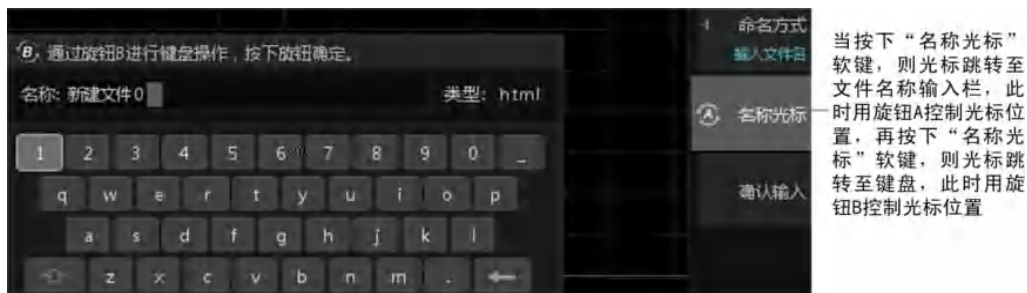 B 通过旋钮B进行键盘操作，按下旋钮确定。
名称: 新建文件0 类型: html
1 2 3 4 5 6 7 8 9 0 _
q w e r t y u i o p
a s d f g h j k l
z x c v b n m .
命名方式
输入文件名
A 名称光标
确认输入
当按下“名称光标”
软键，则光标跳转至
文件名称输入栏，此
时用旋钮A控制光标位
置，再按下“名称光
标”软键，则光标跳
转至键盘，此时用旋
钮B控制光标位置